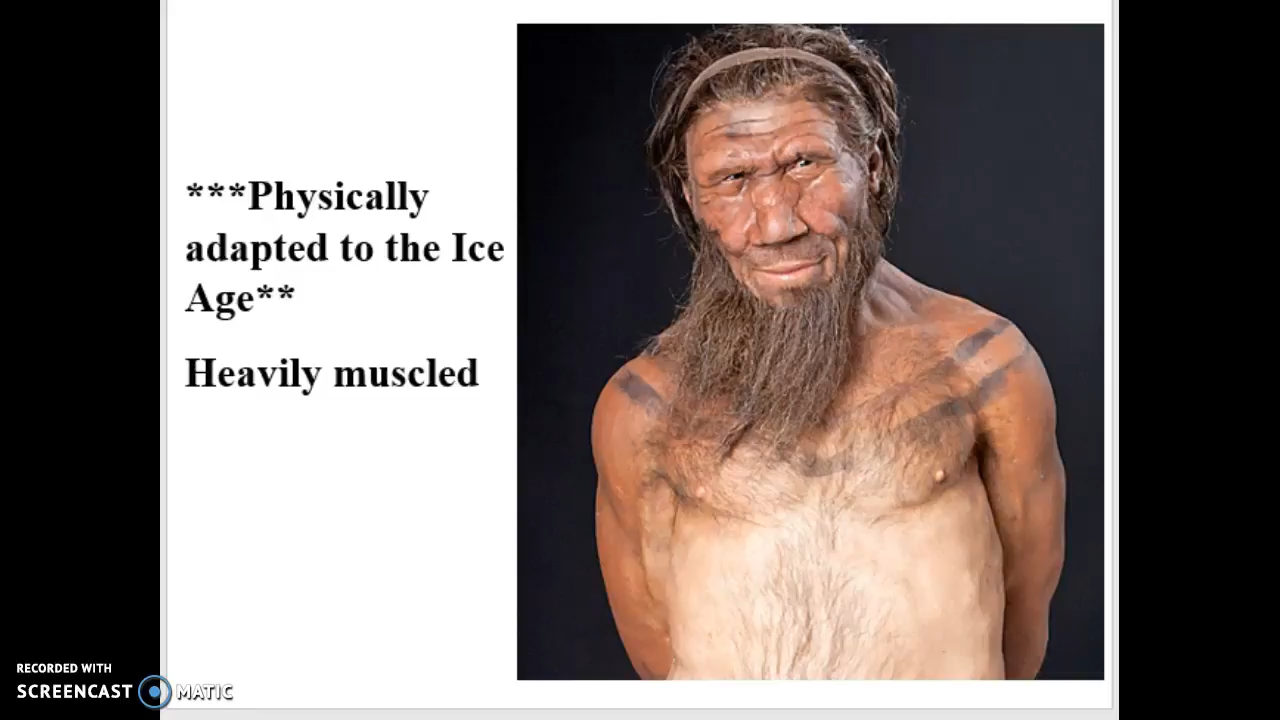 ***Physically
adapted to the Ice
Age**
Heavily muscled
RECORDED WITH
SCREENCAST MATIC